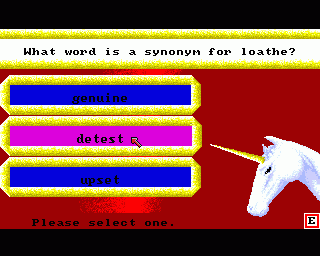 What word is a synonym for loathe?
genuine
detest
upset
Please select one.
E